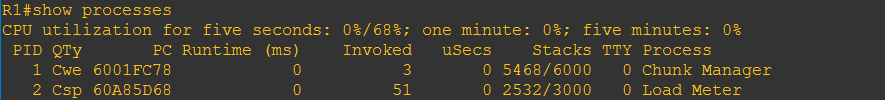 R1#show processes
CPU utilization for five seconds: 0%/68%; one minute: 0%; five minutes: 0%
 PID QTy       PC Runtime (ms)    Invoked   uSecs    Stacks TTY Process
   1 Cwe 6001FC78            0          3       0 5468/6000   0 Chunk Manager
   2 Csp 60A85D68            0         51       0 2532/3000   0 Load Meter